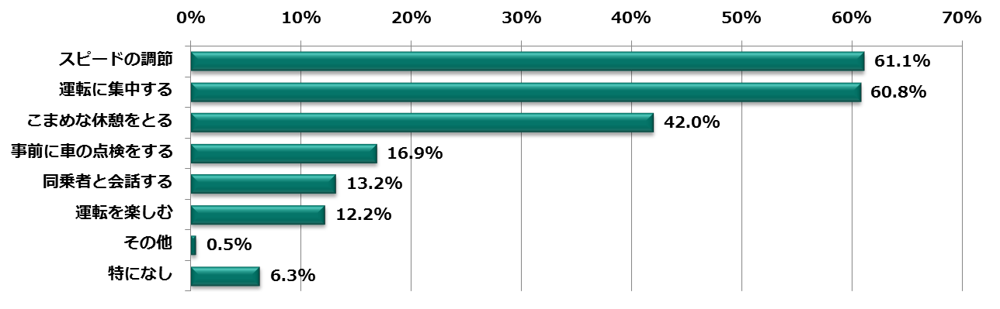 0% 10% 20% 30% 40% 50% 60% 70%
スピードの調節 61.1%
運転に集中する 60.8%
こまめな休憩をとる 42.0%
事前に車の点検をする 16.9%
同乗者と会話する 13.2%
運転を楽しむ 12.2%
その他 0.5%
特になし 6.3%